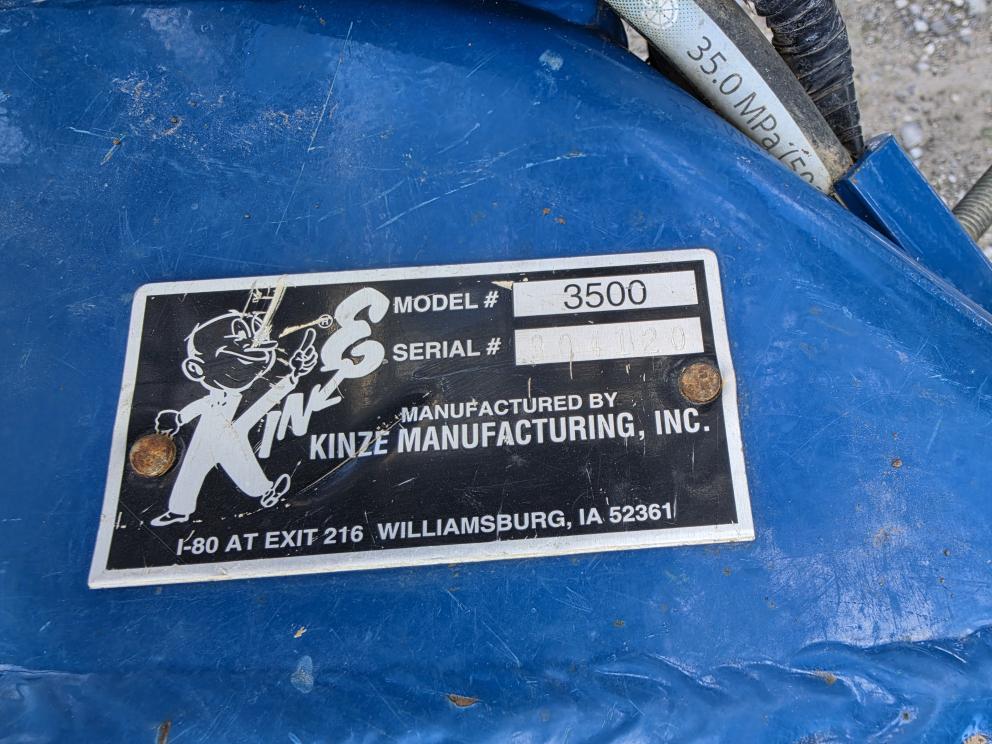 35.0 MPa
KINZE ®
MODEL # 3500
SERIAL #
MANUFACTURED BY
KINZE MANUFACTURING, INC.
I-80 AT EXIT 216 WILLIAMSBURG, IA 52361